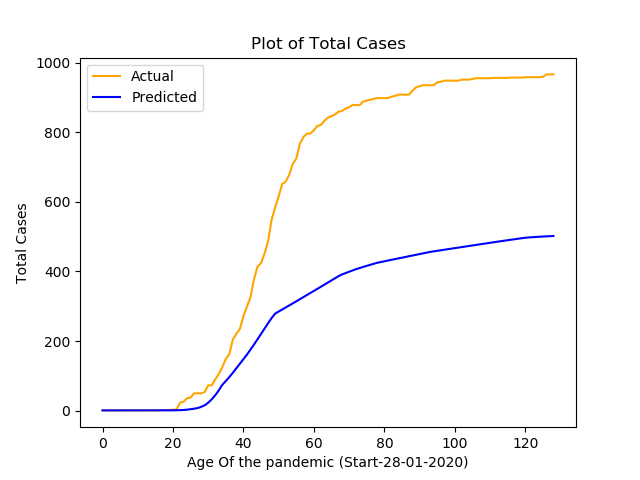 Plot of Total Cases
Actual
Predicted
1000
800
600
400
200
0
Total Cases
0 20 40 60 80 100 120
Age Of the pandemic (Start-28-01-2020)